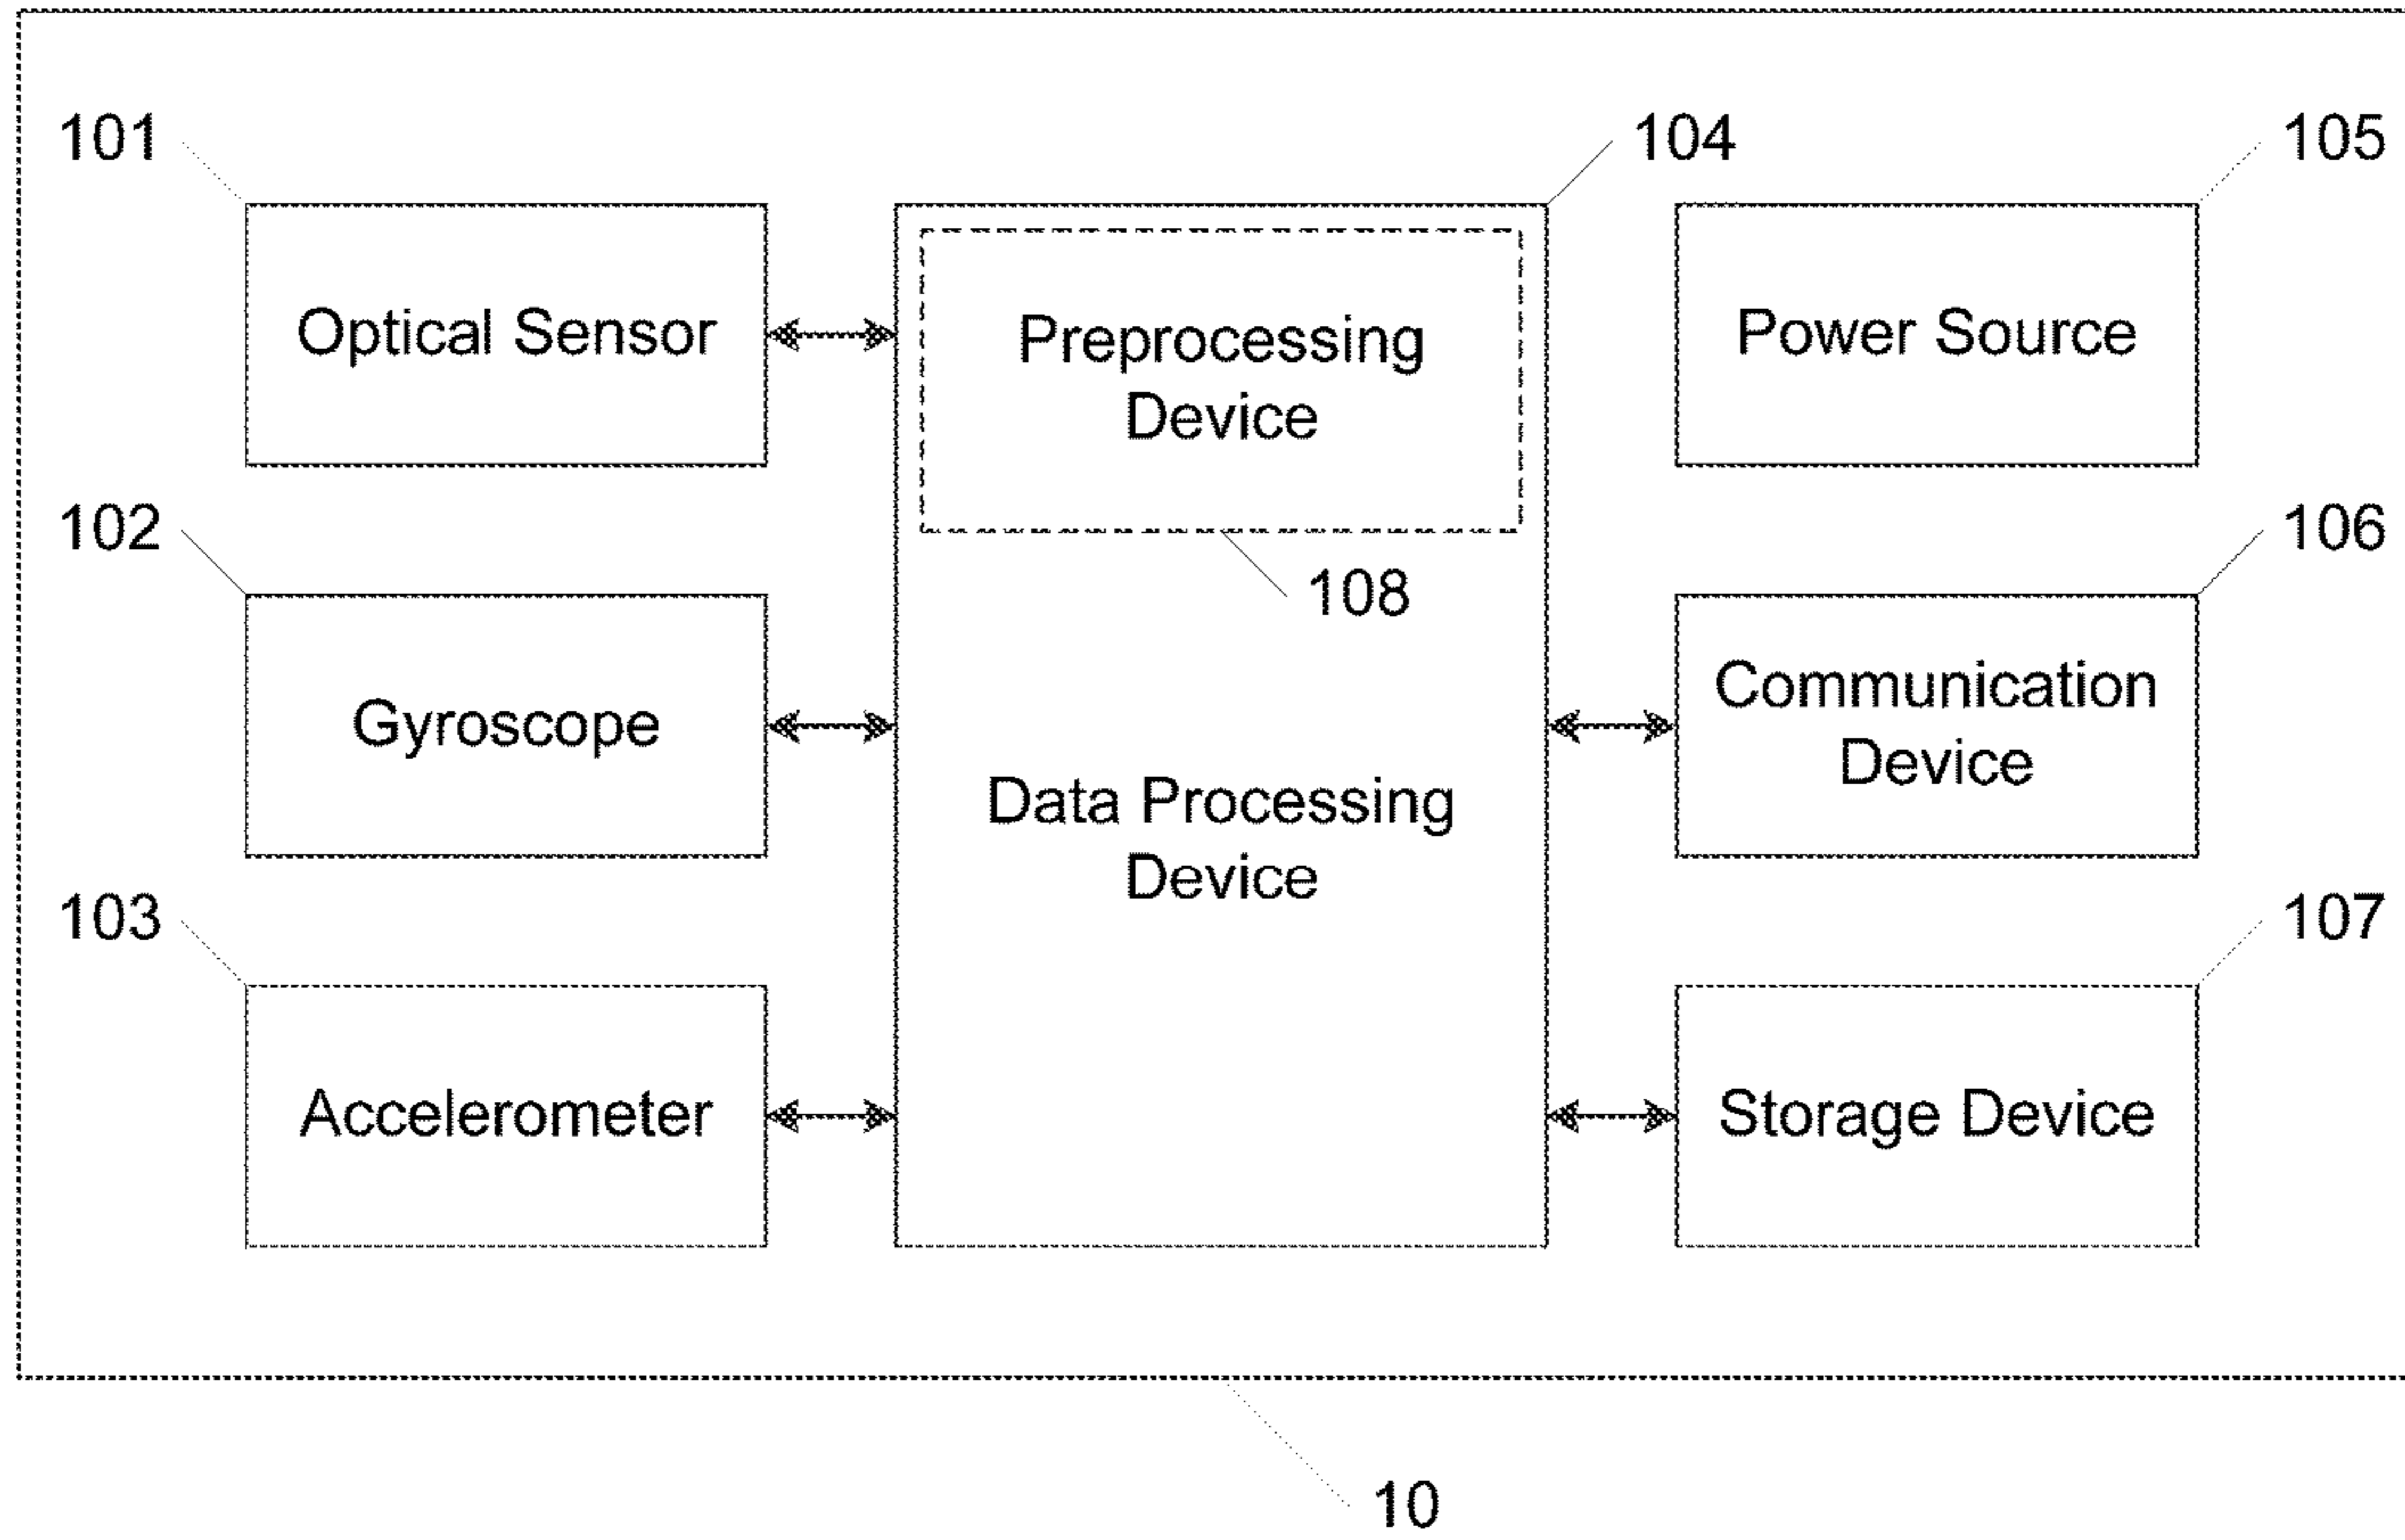 101
104
105
Optical Sensor
Preprocessing
Device
Power Source
102
108
106
Gyroscope
Data Processing
Device
Communication
Device
103
107
Accelerometer
Storage Device
10